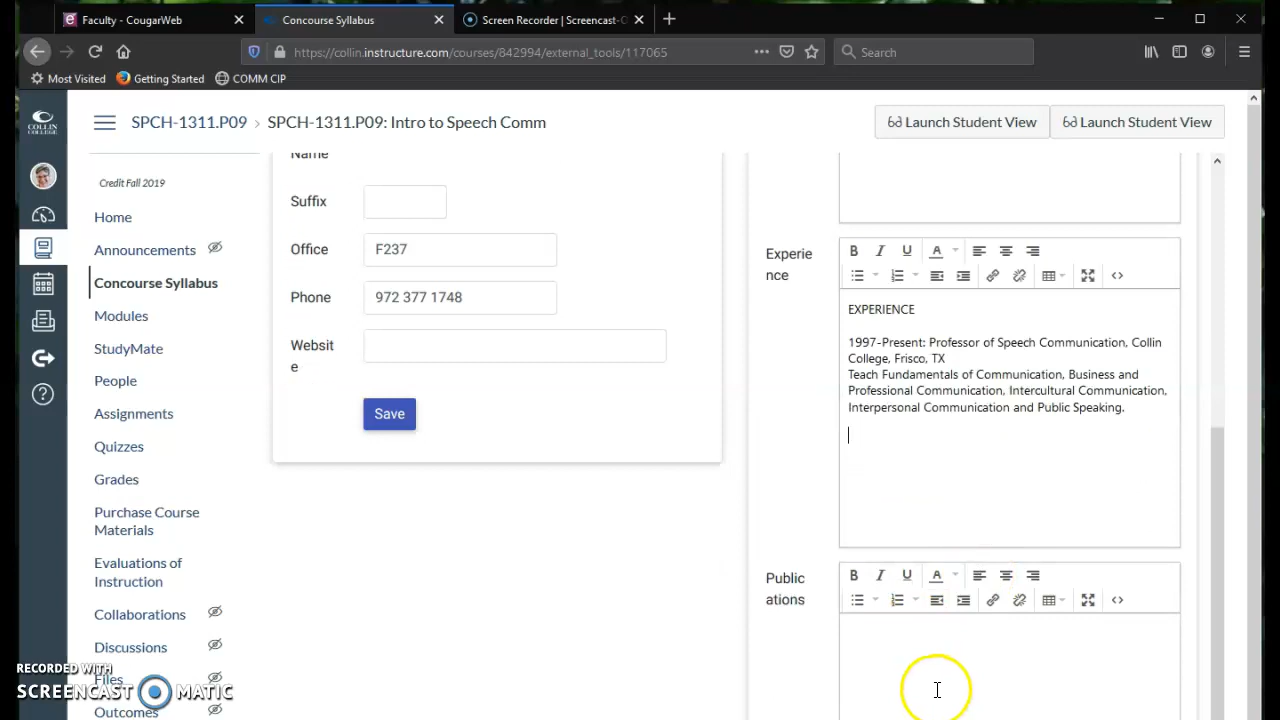 Faculty - CougarWeb
Concourse Syllabus
Screen Recorder | Screencast-O
https://collin.instructure.com/courses/842994/external_tools/117065
Search
Most Visited
Getting Started
COMM CIP
COLLIN COLLEGE
SPCH-1311.P09 › SPCH-1311.P09: Intro to Speech Comm
Launch Student View
Launch Student View
Credit Fall 2019
Home
Announcements
Concourse Syllabus
Modules
StudyMate
People
Assignments
Quizzes
Grades
Purchase Course
Materials
Evaluations of
Instruction
Collaborations
Discussions
Files
Outcomes
Name
Suffix
Office
F237
Phone
972 377 1748
Websit
e
Save
Experie
nce
B I U A
EXPERIENCE
1997-Present: Professor of Speech Communication, Collin
College, Frisco, TX
Teach Fundamentals of Communication, Business and
Professional Communication, Intercultural Communication,
Interpersonal Communication and Public Speaking.
Public
ations
B I U A
RECORDED WITH
SCREENCAST MATIC